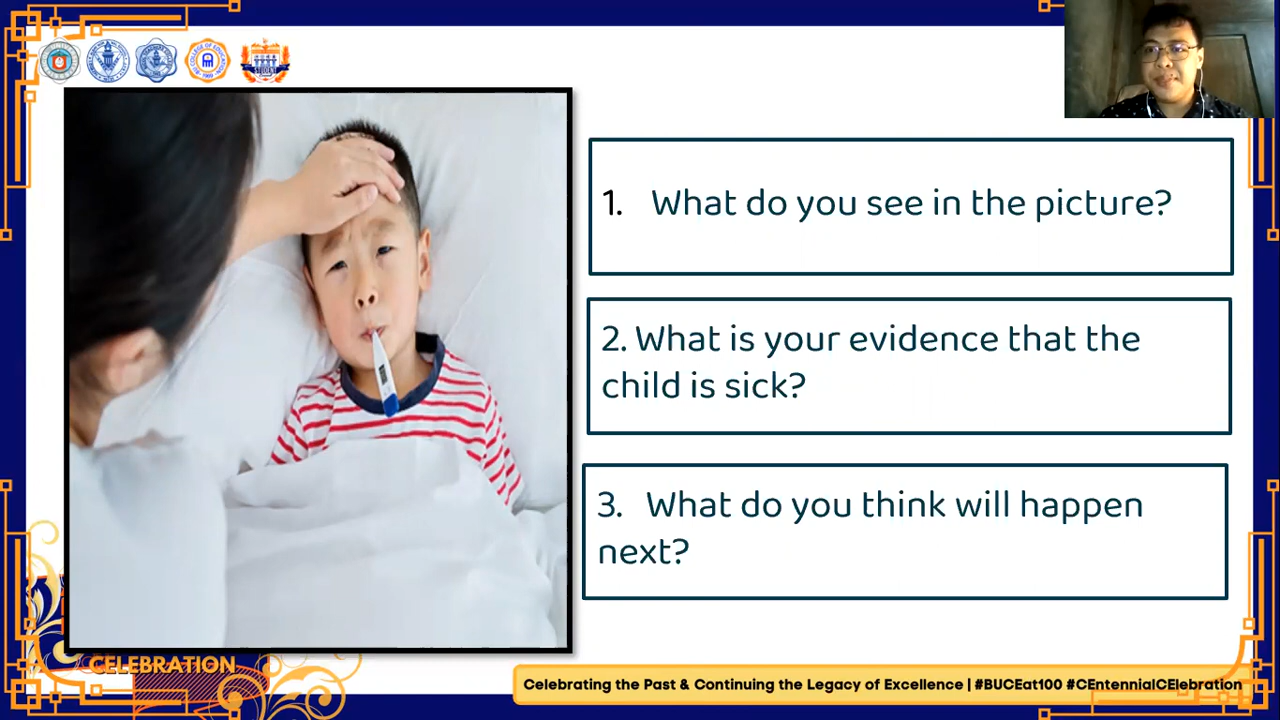 1. What do you see in the picture?
2. What is your evidence that the
child is sick?
3. What do you think will happen
next?
CELEBRATION
Celebrating the Past & Continuing the Legacy of Excellence | #BUCEat100 #CEntennialCElebration